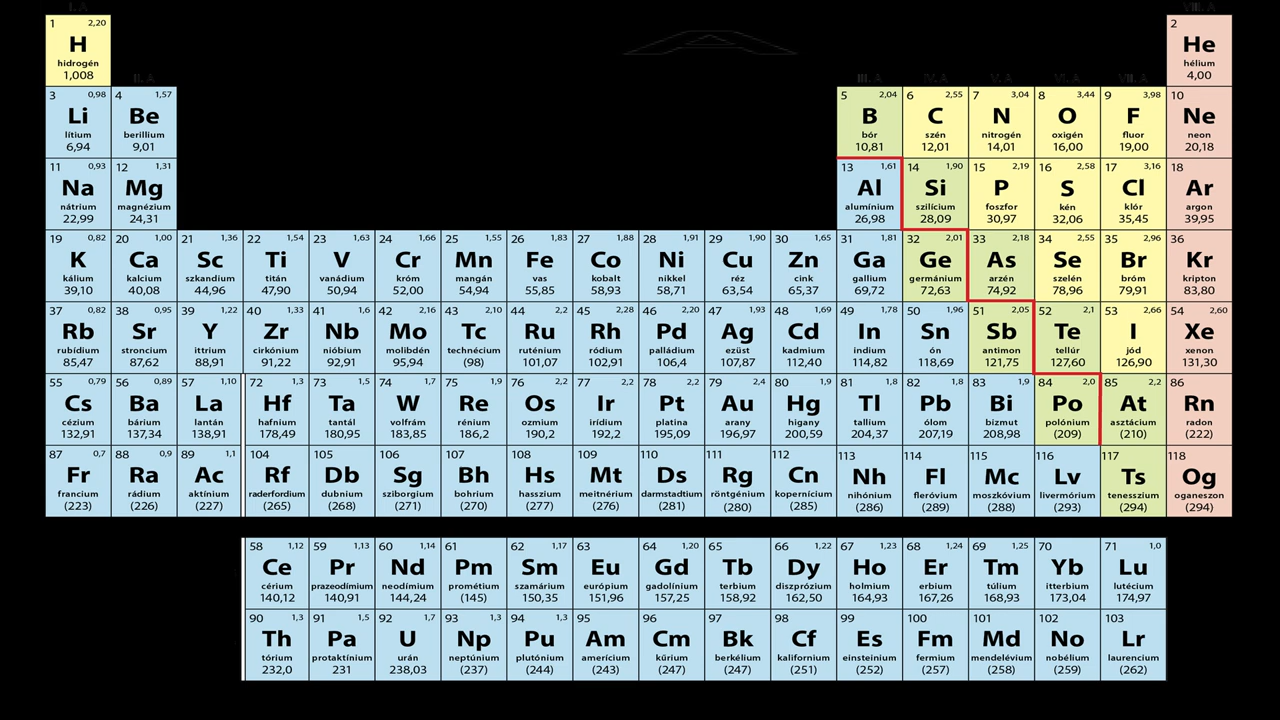 I. A VIII. A
1 2,20 2
H He
hidrogén hélium
1,008 4,00
II. A III. A IV. A V. A VI. A VII. A
3 0,98 4 1,57 5 2,04 6 2,55 7 3,04 8 3,44 9 3,98 10
Li Be B C N O F Ne
lítium berillium bór szén nitrogén oxigén fluor neon
6,94 9,01 10,81 12,01 14,01 16,00 19,00 20,18
11 0,93 12 1,31 13 1,61 14 1,90 15 2,19 16 2,58 17 3,16 18
Na Mg Al Si P S Cl Ar
nátrium magnézium alumínium szilícium foszfor kén klór argon
22,99 24,31 26,98 28,09 30,97 32,06 35,45 39,95
19 0,82 20 1,00 21 1,36 22 1,54 23 1,63 24 1,66 25 1,55 26 1,83 27 1,88 28 1,91 29 1,90 30 1,65 31 1,81 32 2,01 33 2,18 34 2,55 35 2,96 36
K Ca Sc Ti V Cr Mn Fe Co Ni Cu Zn Ga Ge As Se Br Kr
kálium kalcium szkandium titán vanádium króm mangán vas kobalt nikkel réz cink gallium germánium arzén szelén bróm kripton
39,10 40,08 44,96 47,90 50,94 52,00 54,94 55,85 58,93 58,71 63,54 65,37 69,72 72,63 74,92 78,96 79,91 83,80
37 0,82 38 0,95 39 1,22 40 1,33 41 1,6 42 2,16 43 2,10 44 2,2 45 2,28 46 2,20 47 1,93 48 1,69 49 1,78 50 1,96 51 2,05 52 2,1 53 2,66 54 2,60
Rb Sr Y Zr Nb Mo Tc Ru Rh Pd Ag Cd In Sn Sb Te I Xe
rubídium stroncium ittrium cirkónium nióbium molibdén technécium ruténium ródium palládium ezüst kadmium indium ón antimon tellúr jód xenon
85,47 87,62 88,91 91,22 92,91 95,94 (98) 101,07 102,91 106,4 107,87 112,40 114,82 118,69 121,75 127,60 126,90 131,30
55 0,79 56 0,89 57 1,10 72 1,3 73 1,5 74 1,7 75 1,9 76 2,2 77 2,2 78 2,2 79 2,4 80 1,9 81 1,8 82 1,8 83 1,9 84 2,0 85 2,2 86
Cs Ba La Hf Ta W Re Os Ir Pt Au Hg Tl Pb Bi Po At Rn
cézium bárium lantán hafnium tantál volfrám rénium ozmium irídium platina arany higany tallium ólom bizmut polónium asztácium radon
132,91 137,34 138,91 178,49 180,95 183,85 186,2 190,2 192,2 195,09 196,97 200,59 204,37 207,19 208,98 (209) (210) (222)
87 0,7 88 0,9 89 1,1 104 105 106 107 108 109 110 111 112 113 114 115 116 117 118
Fr Ra Ac Rf Db Sg Bh Hs Mt Ds Rg Cn Nh Fl Mc Lv Ts Og
francium rádium aktínium raderfordium dubnium sziborgium bohrium hasszium meitnérium darmstadtium röntgénium kopernícium nihónium fleróvium moszkóvium livermórium tenesszium oganeszon
(223) (226) (227) (265) (268) (271) (270) (277) (276) (281) (280) (285) (286) (289) (288) (293) (294) (294)
58 1,12 59 1,13 60 1,14 61 62 1,17 63 64 1,20 65 66 1,22 67 1,23 68 1,24 69 1,25 70 71 1,0
Ce Pr Nd Pm Sm Eu Gd Tb Dy Ho Er Tm Yb Lu
cérium prazeodímium neodímium prométium szamárium európium gadolínium terbium diszprózium holmium erbium túlium itterbium lutécium
140,12 140,91 144,24 (145) 150,35 151,96 157,25 158,92 162,50 164,93 167,26 168,93 173,04 174,97
90 1,3 91 1,5 92 1,7 93 1,3 94 1,3 95 96 97 98 99 100 101 102 103
Th Pa U Np Pu Am Cm Bk Cf Es Fm Md No Lr
tórium protaktínium urán neptúnium plutónium amerícium kűrium berkélium kalifornium einsteinium fermium mendelévium nobélium laurencium
232,0 231 238,03 (237) (244) (243) (247) (247) (251) (252) (257) (258) (259) (262)